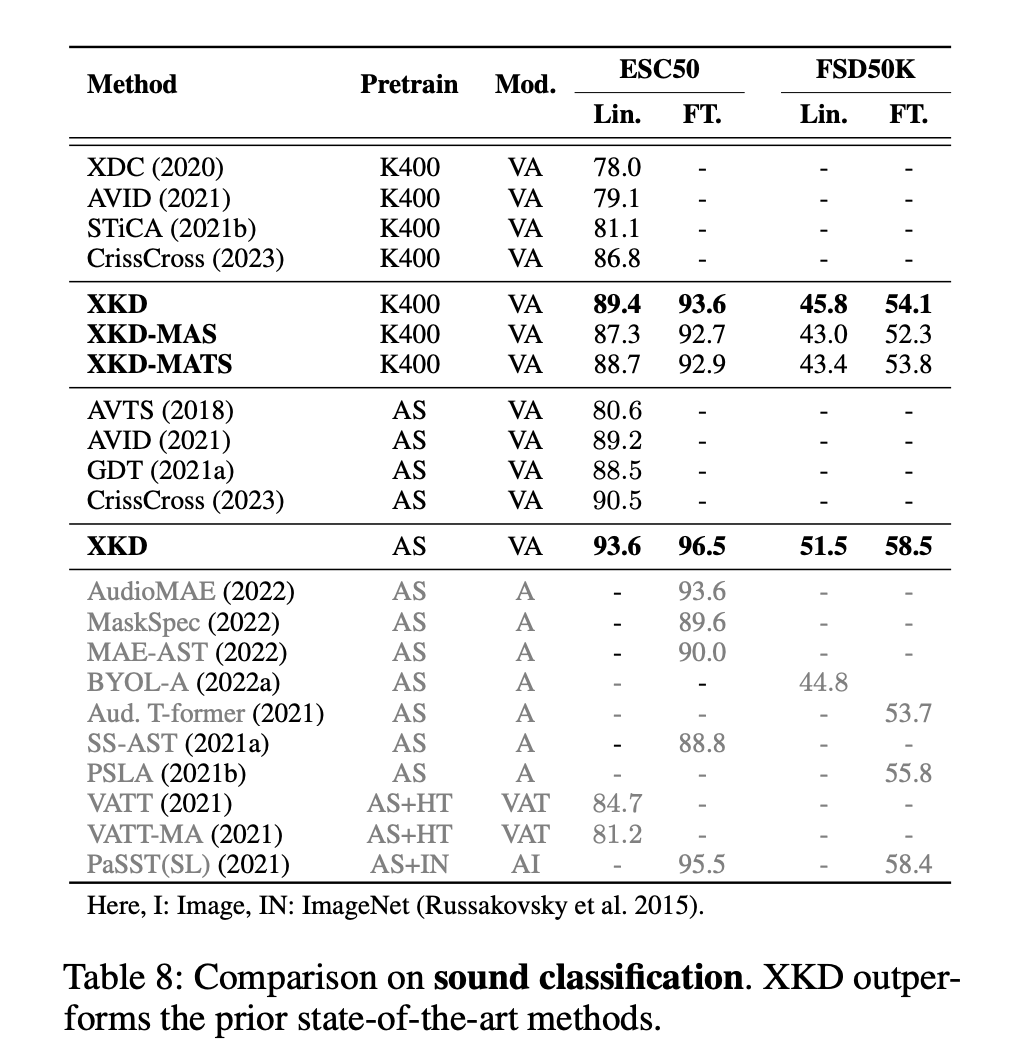 Method Pretrain Mod. ESC50 FSD50K
Lin. FT. Lin. FT.
XDC (2020) K400 VA 78.0 - - -
AVID (2021) K400 VA 79.1 - - -
STiCA (2021b) K400 VA 81.1 - - -
CrissCross (2023) K400 VA 86.8 - - -
XKD K400 VA 89.4 93.6 45.8 54.1
XKD-MAS K400 VA 87.3 92.7 43.0 52.3
XKD-MATS K400 VA 88.7 92.9 43.4 53.8
AVTS (2018) AS VA 80.6 - - -
AVID (2021) AS VA 89.2 - - -
GDT (2021a) AS VA 88.5 - - -
CrissCross (2023) AS VA 90.5 - - -
XKD AS VA 93.6 96.5 51.5 58.5
AudioMAE (2022) AS A - 93.6 - -
MaskSpec (2022) AS A - 89.6 - -
MAE-AST (2022) AS A - 90.0 - -
BYOL-A (2022a) AS A - - 44.8
Aud. T-former (2021) AS A - - - 53.7
SS-AST (2021a) AS A - 88.8 - -
PSLA (2021b) AS A - - - 55.8
VATT (2021) AS+HT VAT 84.7 - - -
VATT-MA (2021) AS+HT VAT 81.2 - - -
PaSST(SL) (2021) AS+IN AI - 95.5 - 58.4
Here, I: Image, IN: ImageNet (Russakovsky et al. 2015).
Table 8: Comparison on sound classification. XKD outper-
forms the prior state-of-the-art methods.